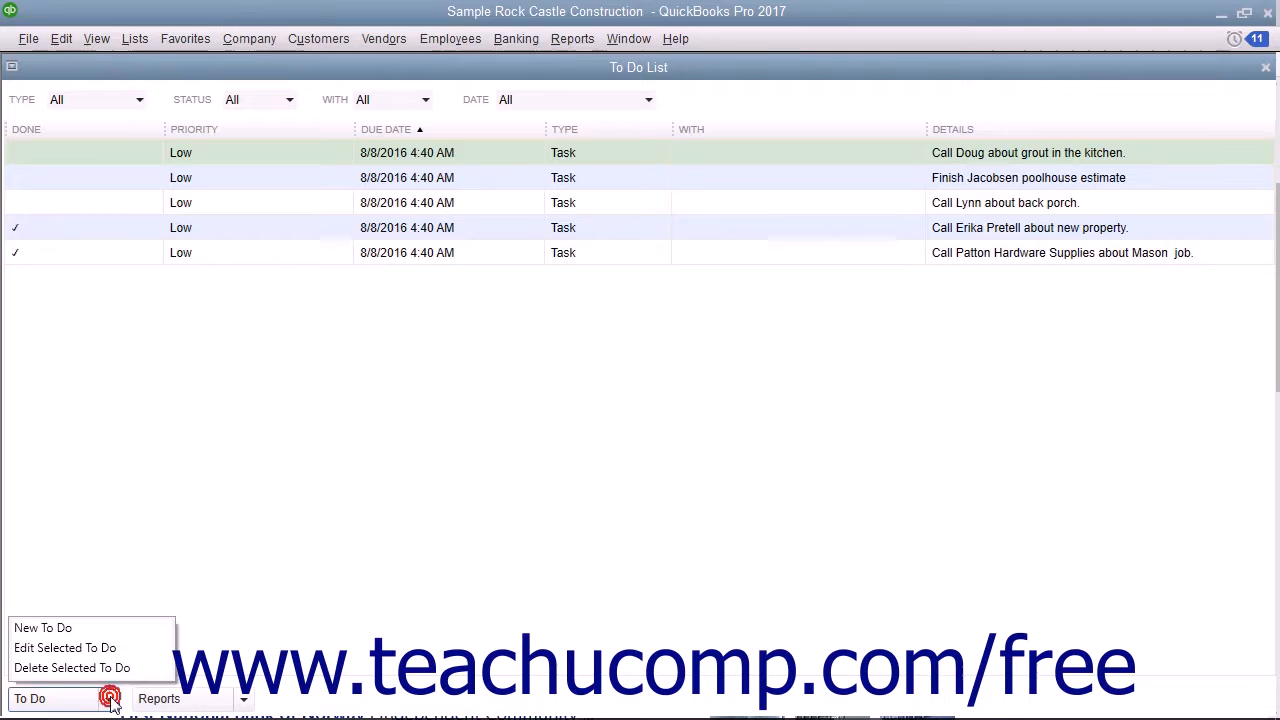 qb Sample Rock Castle Construction - QuickBooks Pro 2017
File Edit View Lists Favorites Company Customers Vendors Employees Banking Reports Window Help 11
To Do List
TYPE All STATUS All WITH All DATE All
DONE PRIORITY DUE DATE TYPE WITH DETAILS
Low 8/8/2016 4:40 AM Task Call Doug about grout in the kitchen.
Low 8/8/2016 4:40 AM Task Finish Jacobsen poolhouse estimate
Low 8/8/2016 4:40 AM Task Call Lynn about back porch.
✓ Low 8/8/2016 4:40 AM Task Call Erika Pretell about new property.
✓ Low 8/8/2016 4:40 AM Task Call Patton Hardware Supplies about Mason job.
New To Do
Edit Selected To Do
Delete Selected To Do
www.teachucomp.com/free
To Do Reports